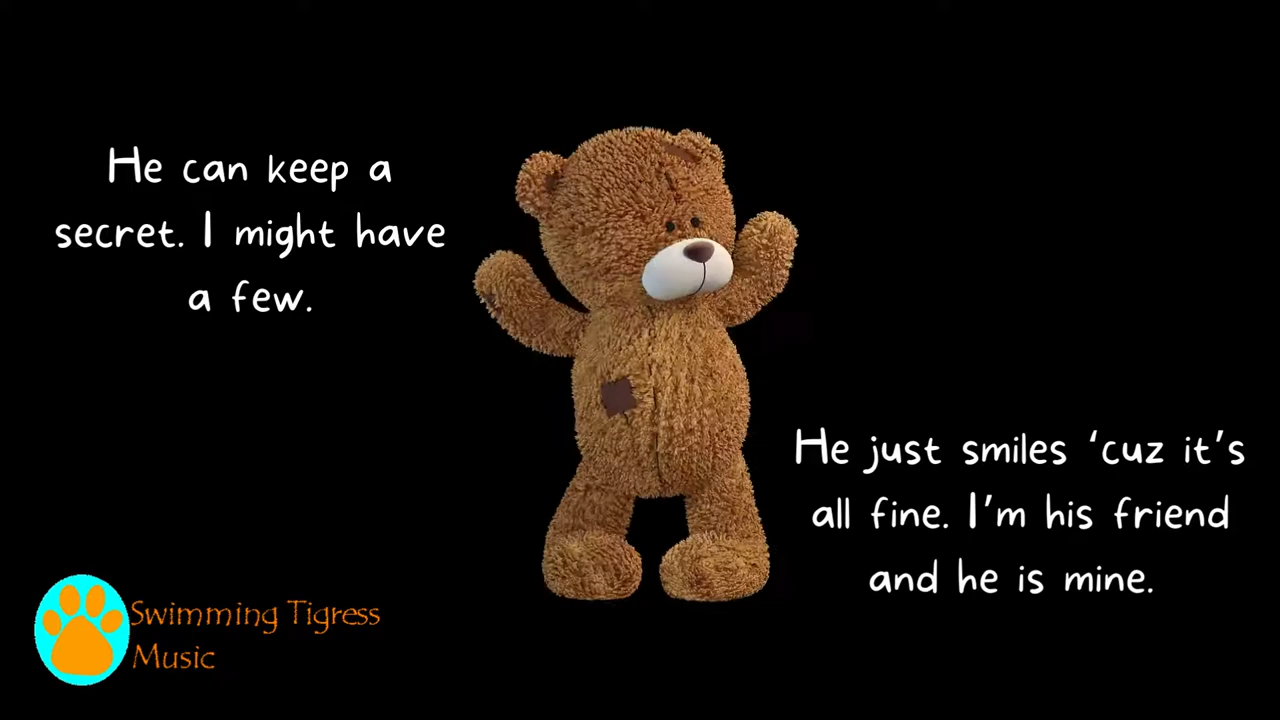 He can keep a
secret. I might have
a few.
He just smiles ‘cuz it’s
all fine. I’m his friend
and he is mine.
Swimming Tigress
Music